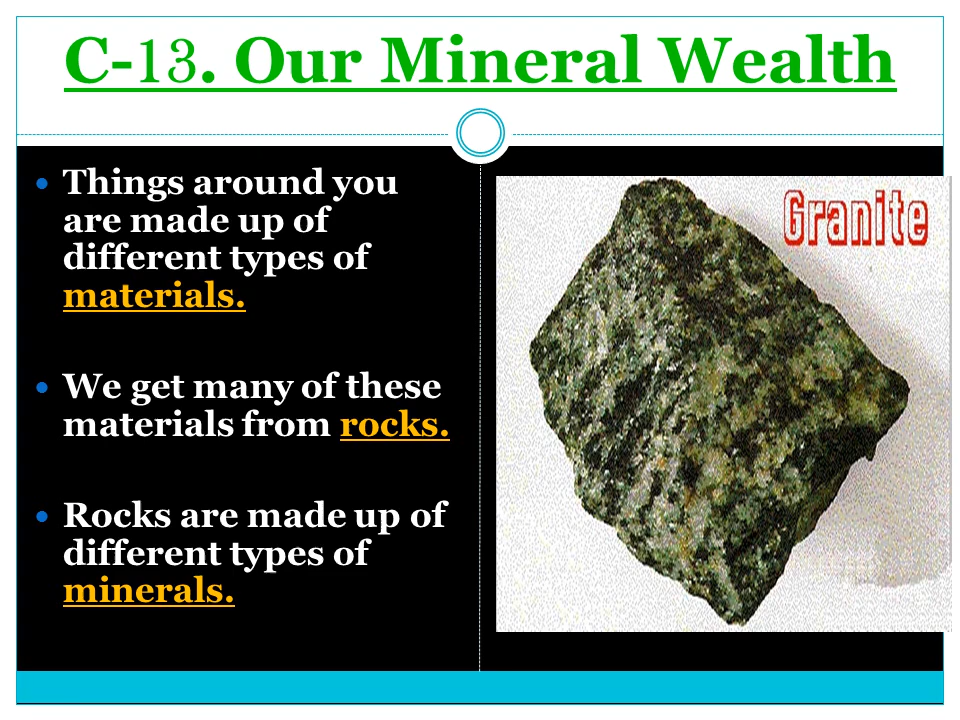 C-13. Our Mineral Wealth
Things around you
are made up of
different types of
materials.
We get many of these
materials from rocks.
Rocks are made up of
different types of
minerals.
Granite